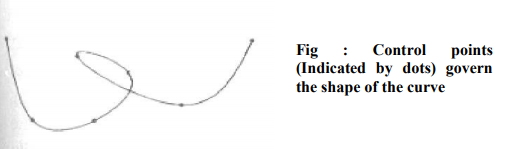 Fig : Control points
(Indicated by dots) govern
the shape of the curve